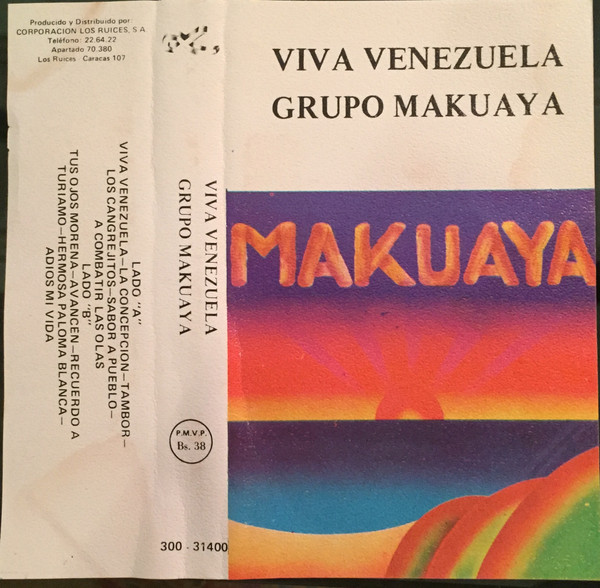 Producido y Distribuido por
CORPORACION LOS RUICES, S A
Teléfono: 22.64.22
Apartado 70.380
Los Ruices - Caracas 107
LADO "A"
VIVA VENEZUELA—LA CONCEPCION—TAMBOR—
LOS CANGREJITOS—SABOR A PUEBLO—
A COMBATIR LAS OLAS
LADO "B"
TUS OJOS MORENA—AVANCEN—RECUERDO A
TURIAMO—HERMOSA PALOMA BLANCA—
ADIOS MI VIDA
VIVA VENEZUELA
GRUPO MAKUAYA
P.M.V.P.
Bs. 38
300 - 31400
VIVA VENEZUELA
GRUPO MAKUAYA
MAKUAYA